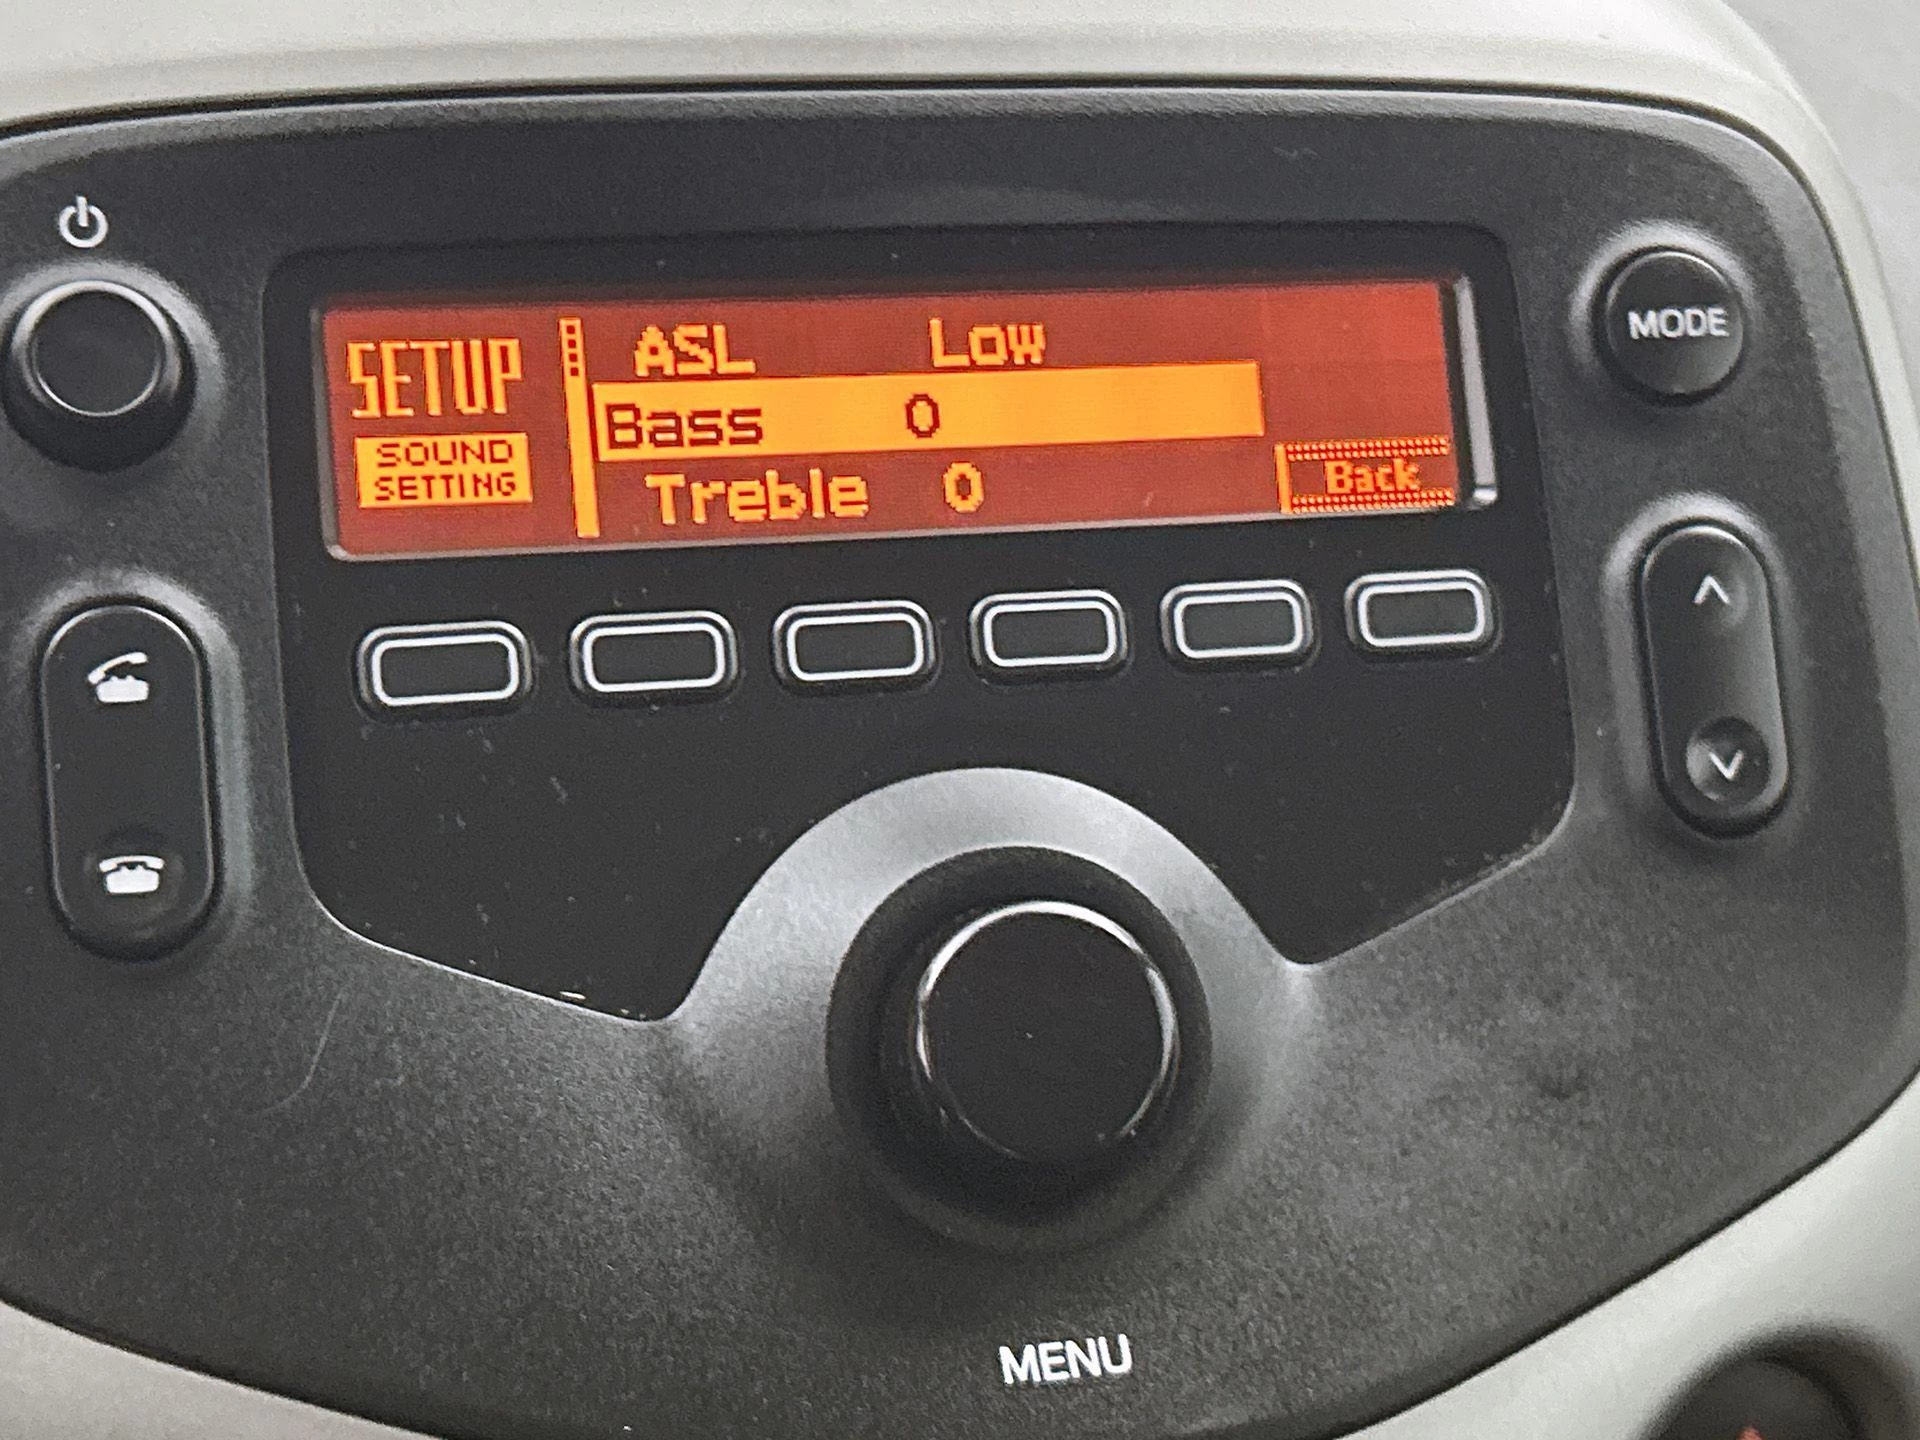 SETUP
SOUND
SETTING
ASL Low
Bass 0
Treble 0
Back
MODE
MENU